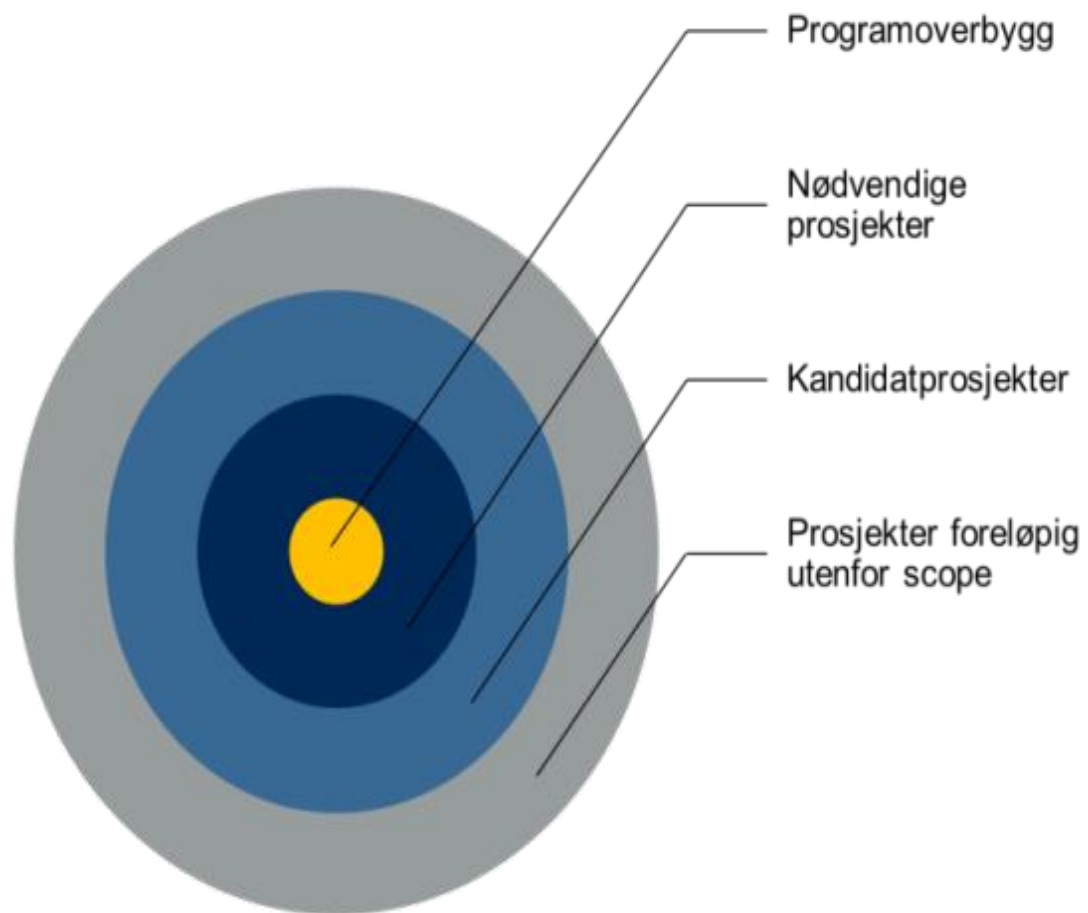 Programoverbygg
Nødvendige
prosjekter
Kandidatprosjekter
Prosjekter foreløpig
utenfor scope